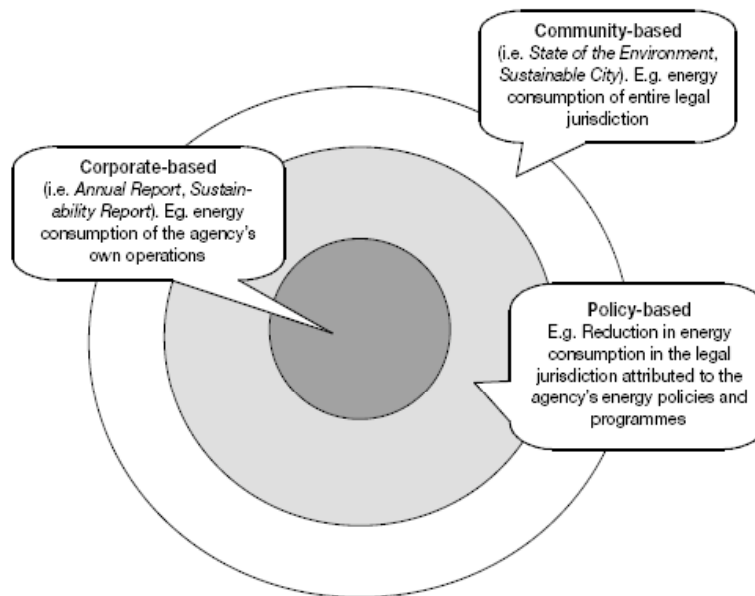 Community-based
(i.e. State of the Environment,
Sustainable City). E.g. energy
consumption of entire legal
jurisdiction
Corporate-based
(i.e. Annual Report, Sustain-
ability Report). Eg. energy
consumption of the agency's
own operations
Policy-based
E.g. Reduction in energy
consumption in the legal
jurisdiction attributed to the
agency's energy policies and
programmes